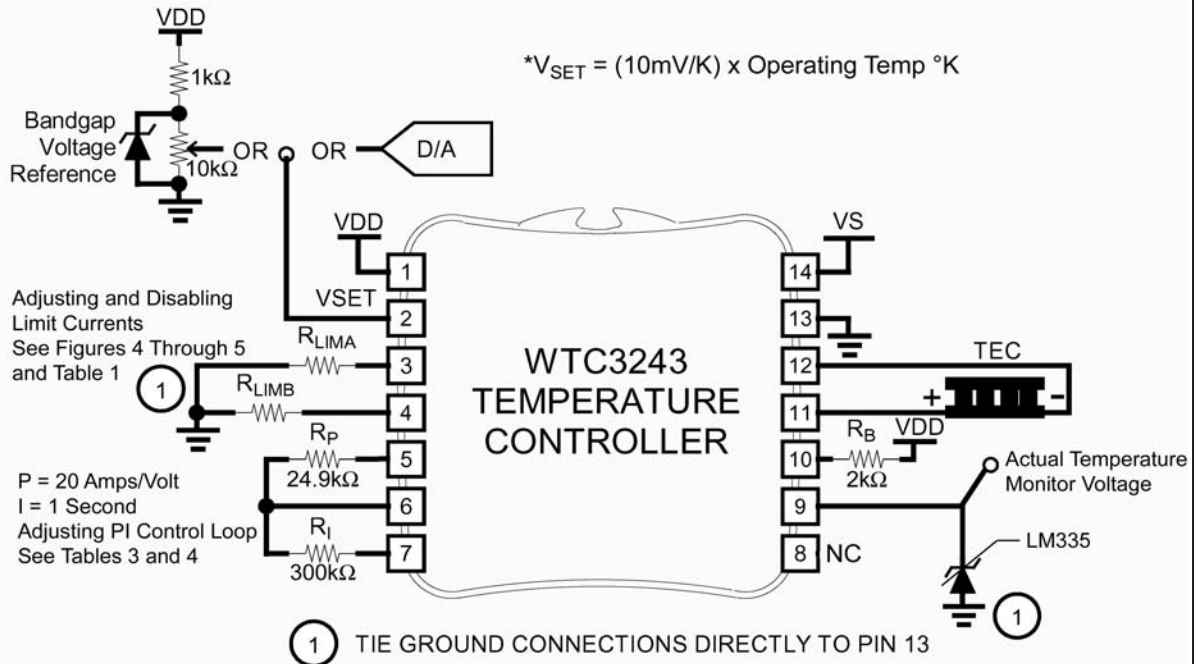 VDD
1kΩ
*VSET = (10mV/K) x Operating Temp °K
Bandgap
Voltage
Reference
10kΩ
OR
OR
D/A
VDD
VS
1
14
VSET
2
13
Adjusting and Disabling
Limit Currents
See Figures 4 Through 5
and Table 1
1
RLIMA
3
RLIMB
4
WTC3243
TEMPERATURE
CONTROLLER
12
TEC
11
+
-
RP
24.9kΩ
5
10
RB
2kΩ
VDD
P = 20 Amps/Volt
I = 1 Second
Adjusting PI Control Loop
See Tables 3 and 4
6
9
Actual Temperature
Monitor Voltage
RI
300kΩ
7
8
NC
LM335
1
1 TIE GROUND CONNECTIONS DIRECTLY TO PIN 13